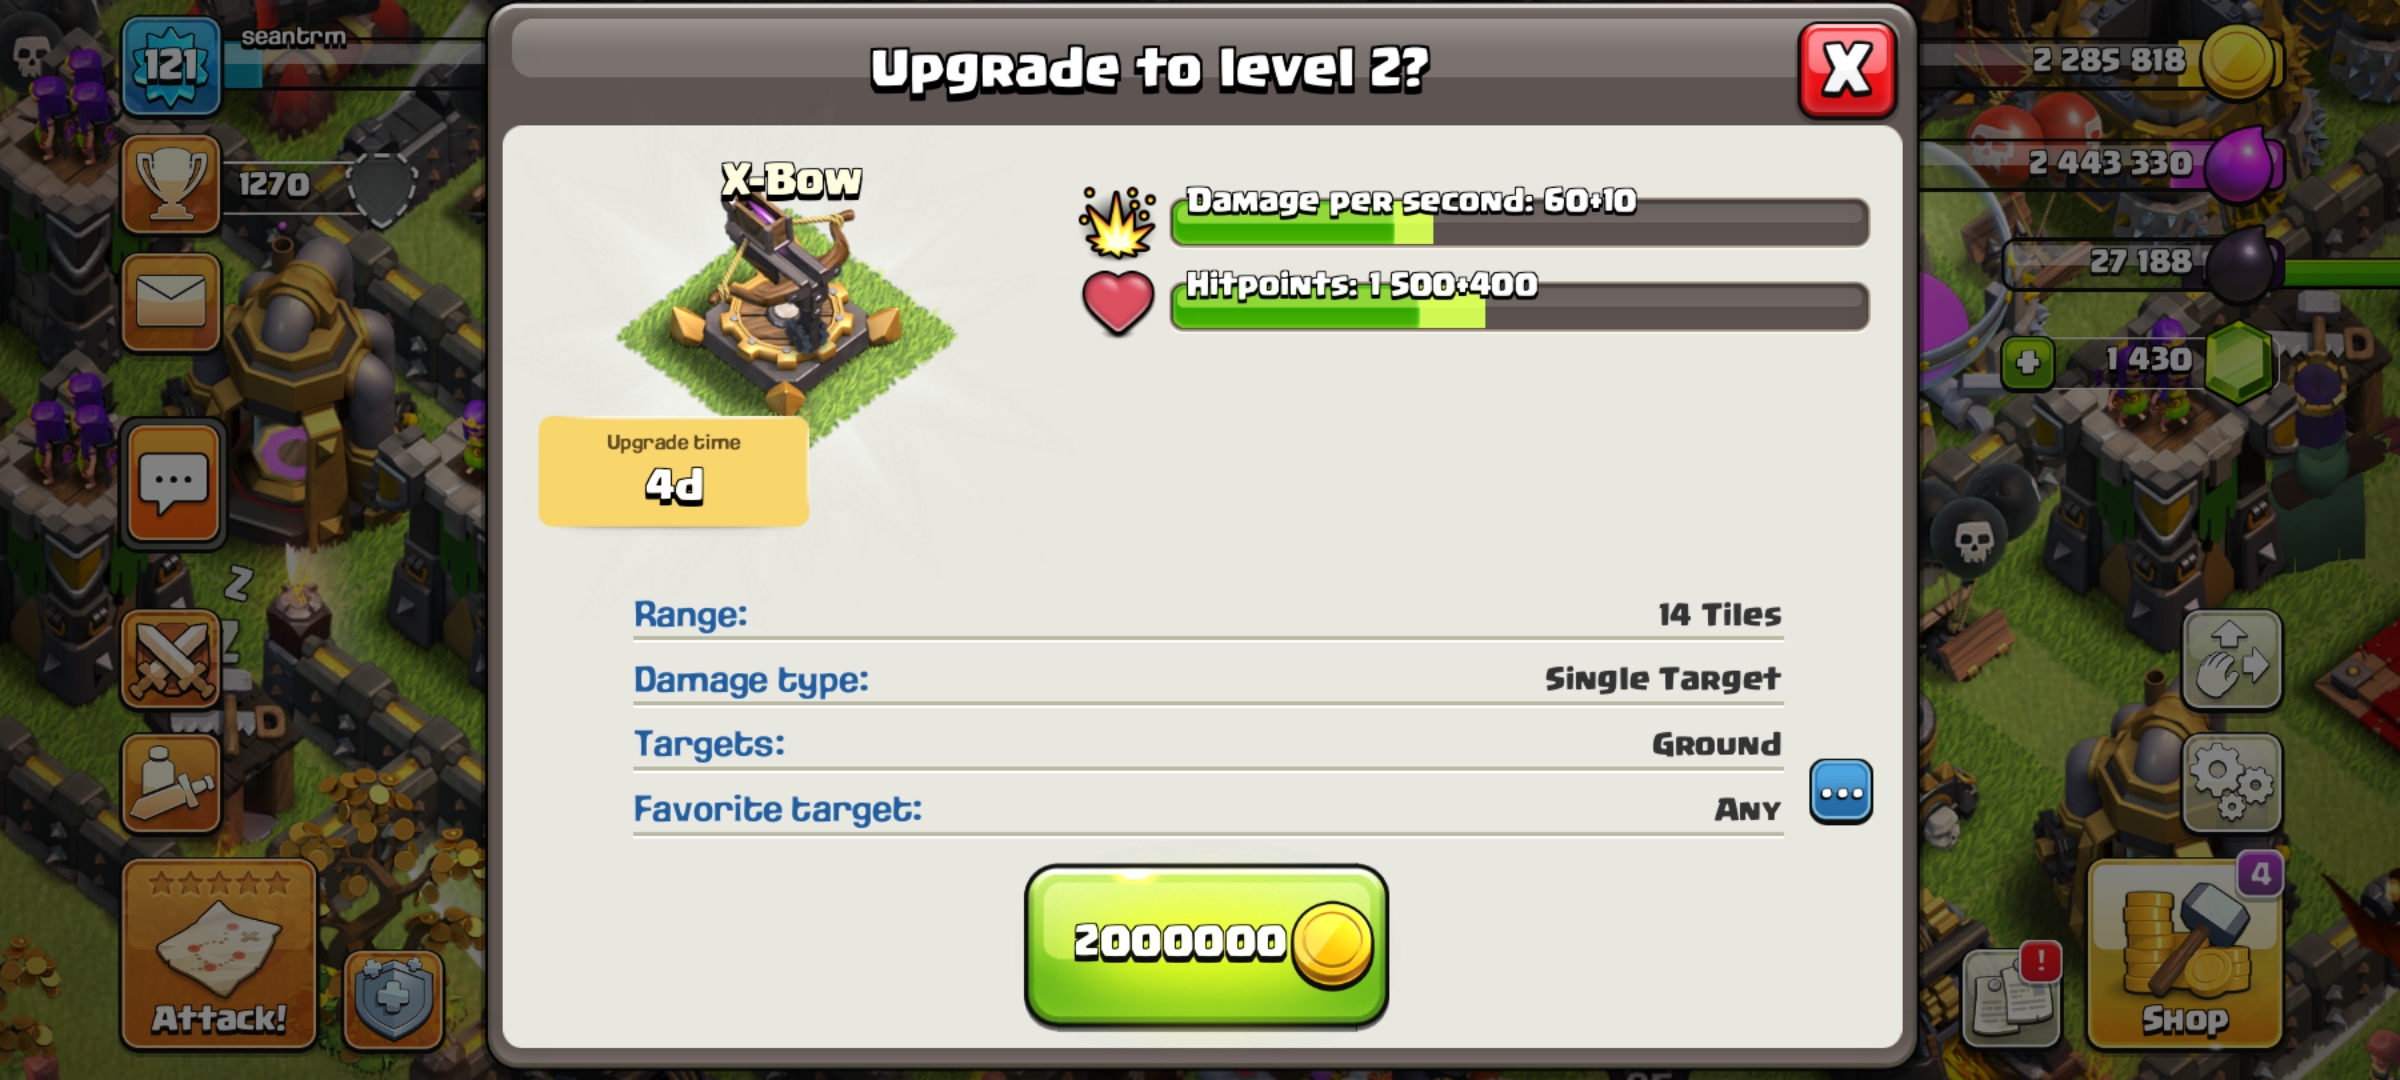 121
seantrm
1270
Attack!
Upgrade to level 2?
X
X-Bow
Damage per second: 60+10
Hitpoints: 1 500+400
Upgrade time
4d
Range: 14 Tiles
Damage type: Single Target
Targets: Ground
Favorite target: Any
2000000
2 285 818
2 443 330
27 188
1 430
4
!
Shop
Z
Z